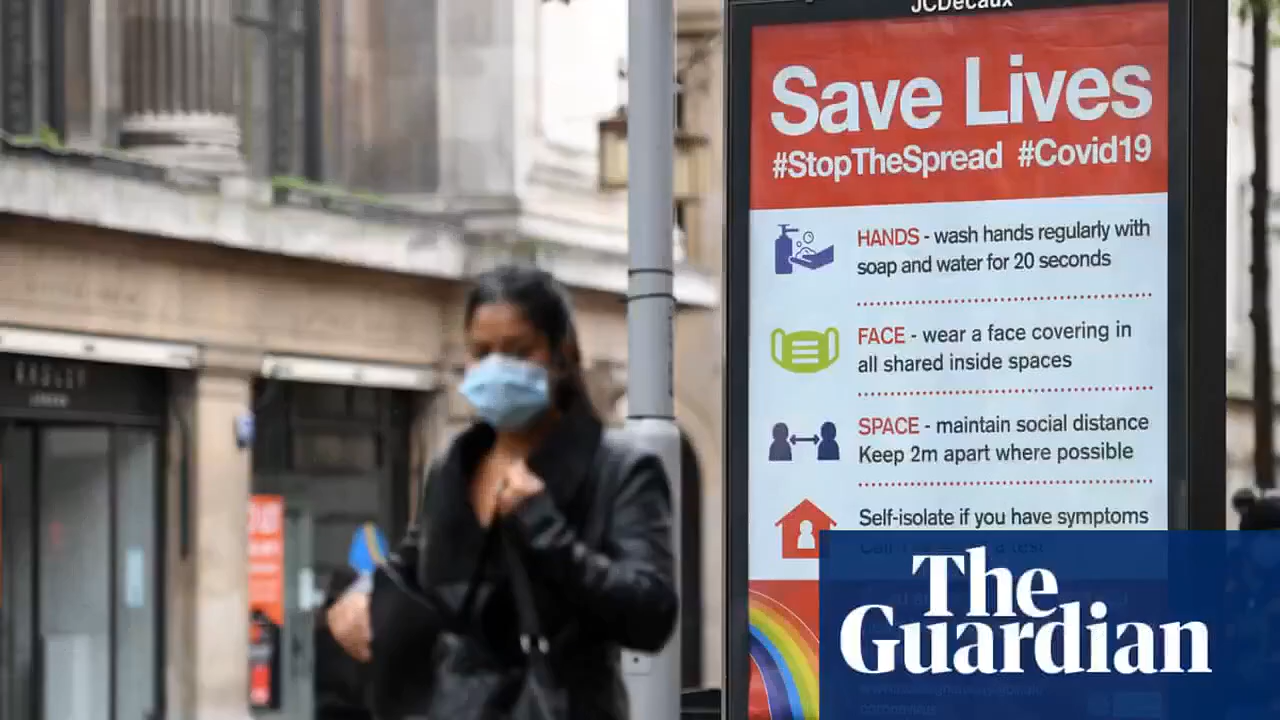 JCDecaux
Save Lives
#StopTheSpread #Covid19
HANDS - wash hands regularly with
soap and water for 20 seconds
FACE - wear a face covering in
all shared inside spaces
SPACE - maintain social distance
Keep 2m apart where possible
Self-isolate if you have symptoms
The
Guardian
RADLEY
LONDON